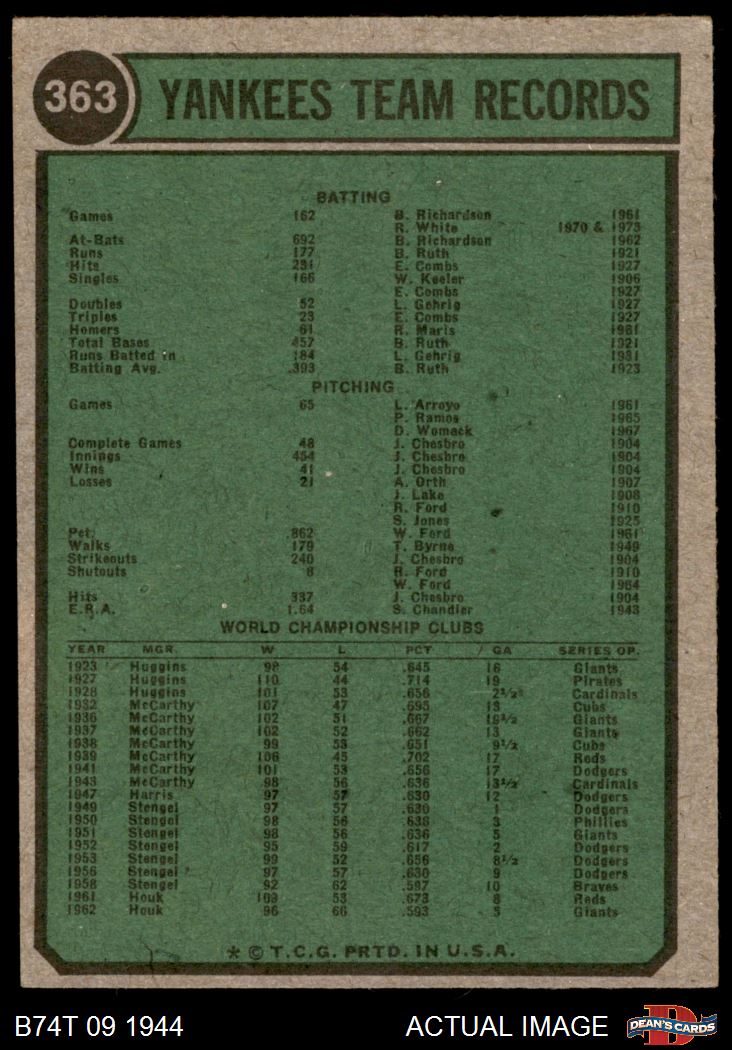 363 YANKEES TEAM RECORDS
BATTING
Games 162 B. Richardson 1961
R. White 1970 & 1973
At-Bats 692 B. Richardson 1962
Runs 177 B. Ruth 1921
Hits 231 E. Combs 1927
Singles 166 W. Keeler 1906
E. Combs 1927
Doubles 52 L. Gehrig 1927
Triples 23 E. Combs 1927
Homers 61 R. Maris 1961
Total Bases 457 B. Ruth 1921
Runs Batted in 184 L. Gehrig 1931
Batting Avg. .393 B. Ruth 1923
PITCHING
Games 65 L. Arroyo 1961
P. Ramos 1965
D. Womack 1967
Complete Games 48 J. Chesbro 1904
Innings 454 J. Chesbro 1904
Wins 41 J. Chesbro 1904
Losses 21 A. Orth 1907
J. Lake 1908
R. Ford 1910
S. Jones 1925
Pct. .862 W. Ford 1961
Walks 179 T. Byrne 1949
Strikeouts 240 J. Chesbro 1904
Shutouts 8 R. Ford 1910
W. Ford 1964
Hits 337 J. Chesbro 1904
E.R.A. 1.64 S. Chandler 1943
WORLD CHAMPIONSHIP CLUBS
YEAR MGR. W L PCT GA SERIES OP.
1923 Huggins 98 54 .645 16 Giants
1927 Huggins 110 44 .714 19 Pirates
1928 Huggins 101 53 .656 2½ Cardinals
1932 McCarthy 107 47 .695 13 Cubs
1936 McCarthy 102 51 .667 19½ Giants
1937 McCarthy 102 52 .662 13 Giants
1938 McCarthy 99 53 .651 9½ Cubs
1939 McCarthy 106 45 .702 17 Reds
1941 McCarthy 101 53 .656 17 Dodgers
1943 McCarthy 98 56 .636 13½ Cardinals
1947 Harris 97 57 .630 12 Dodgers
1949 Stengel 97 57 .630 1 Dodgers
1950 Stengel 98 56 .636 3 Phillies
1951 Stengel 98 56 .636 5 Giants
1952 Stengel 95 59 .617 2 Dodgers
1953 Stengel 99 52 .656 8½ Dodgers
1956 Stengel 97 57 .630 9 Dodgers
1958 Stengel 92 62 .597 10 Braves
1961 Houk 109 53 .673 8 Reds
1962 Houk 96 66 .593 5 Giants
* © T.C.G. PRTD. IN U.S.A.
B74T 09 1944 ACTUAL IMAGE DEAN'S CARDS